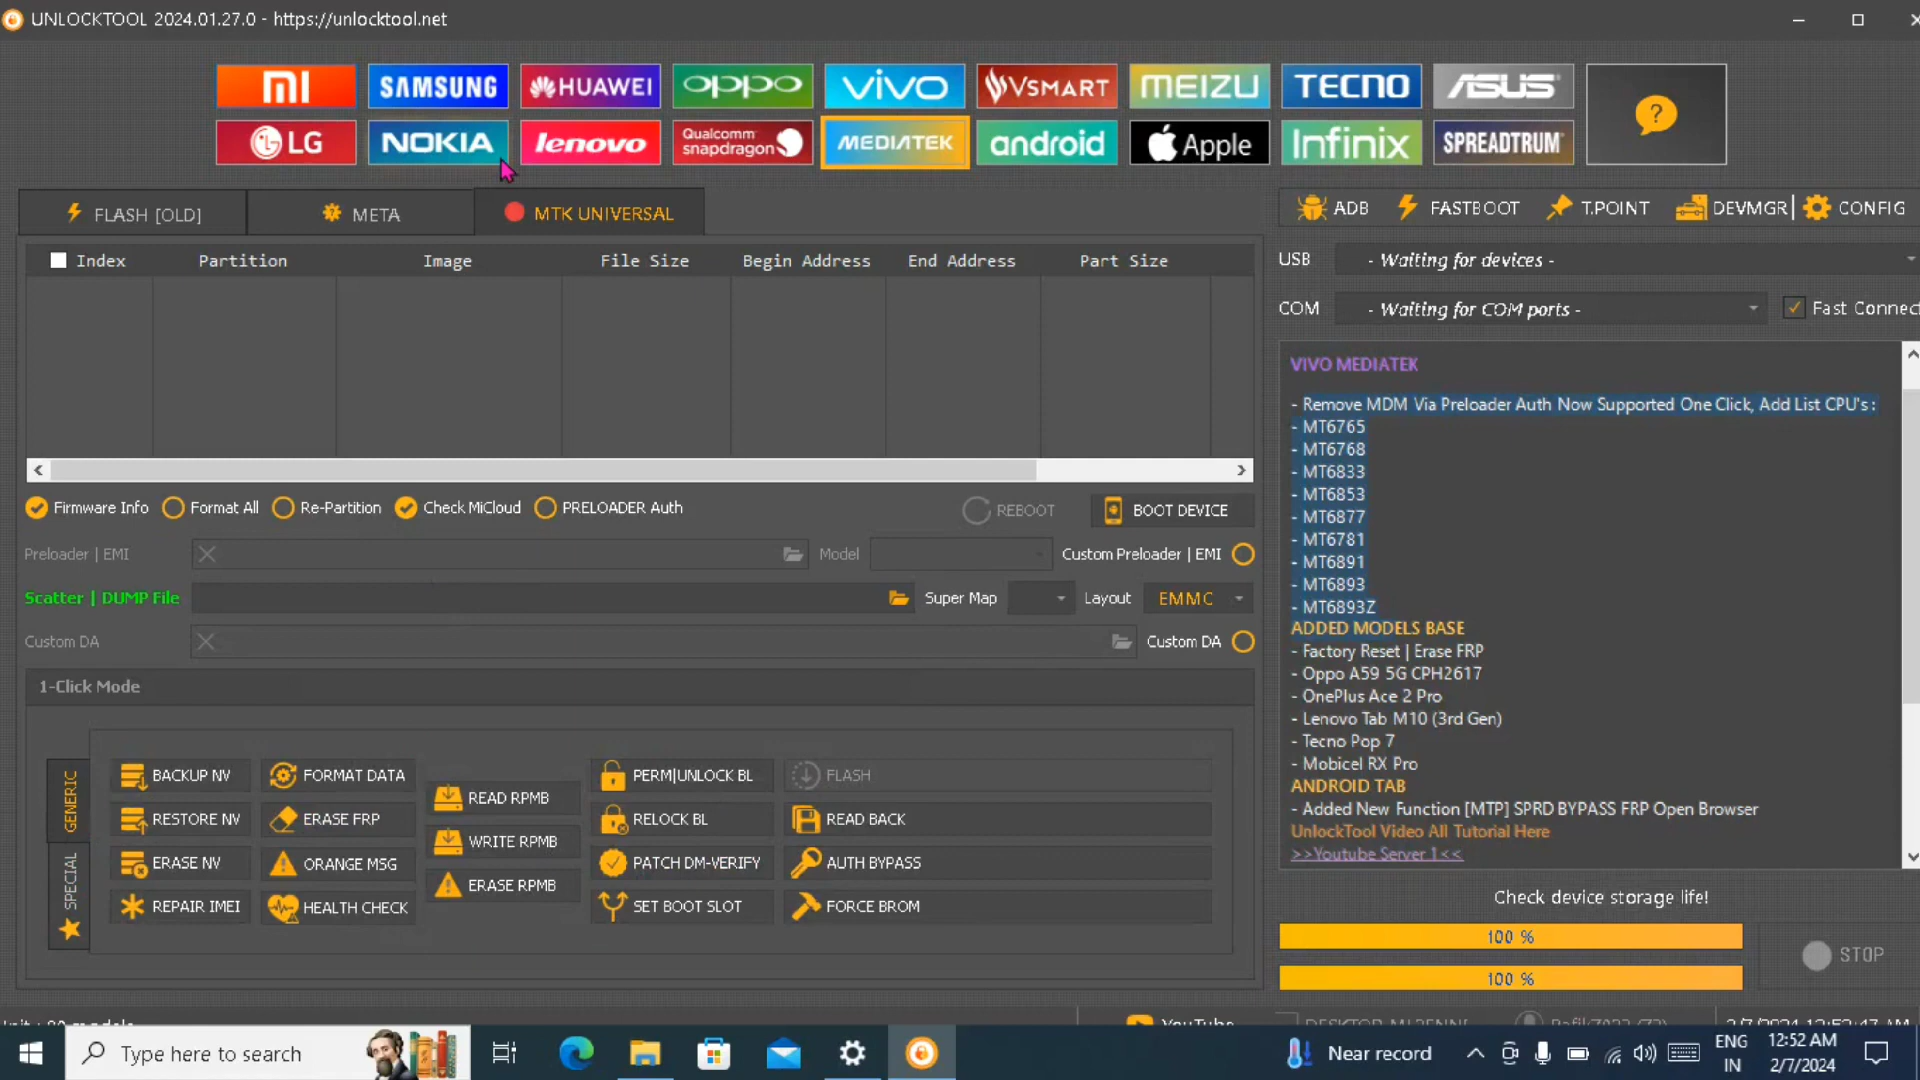 UNLOCKTOOL 2024.01.27.0 - https://unlocktool.net
MI SAMSUNG HUAWEI oppo vivo VSMART MEIZU TECNO ASUS ?
LG NOKIA lenovo Qualcomm snapdragon MEDIATEK android Apple Infinix SPREADTRUM
FLASH [OLD] META MTK UNIVERSAL
ADB FASTBOOT T.POINT DEVMGR CONFIG
Index Partition Image File Size Begin Address End Address Part Size
USB - Waiting for devices -
COM - Waiting for COM ports - Fast Connect
VIVO MEDIATEK
- Remove MDM Via Preloader Auth Now Supported One Click, Add List CPU's :
- MT6765
- MT6768
- MT6833
- MT6853
- MT6877
- MT6781
- MT6891
- MT6893
- MT6893Z
ADDED MODELS BASE
- Factory Reset | Erase FRP
- Oppo A59 5G CPH2617
- OnePlus Ace 2 Pro
- Lenovo Tab M10 (3rd Gen)
- Tecno Pop 7
- Mobicel RX Pro
ANDROID TAB
- Added New Function [MTP] SPRD BYPASS FRP Open Browser
UnlockTool Video All Tutorial Here
>>Youtube Server 1<<
Firmware Info Format All Re-Partition Check MiCloud PRELOADER Auth REBOOT BOOT DEVICE
Preloader | EMI Model Custom Preloader | EMI
Scatter | DUMP File Super Map Layout EMMC
Custom DA Custom DA
1-Click Mode
GENERIC
SPECIAL
BACKUP NV FORMAT DATA READ RPMB PERM|UNLOCK BL FLASH
RESTORE NV ERASE FRP WRITE RPMB RELOCK BL READ BACK
ERASE NV ORANGE MSG ERASE RPMB PATCH DM-VERIFY AUTH BYPASS
REPAIR IMEI HEALTH CHECK SET BOOT SLOT FORCE BROM
Check device storage life!
100 %
100 %
STOP
YouTube
Type here to search
Near record
ENG
IN
12:52 AM
2/7/2024